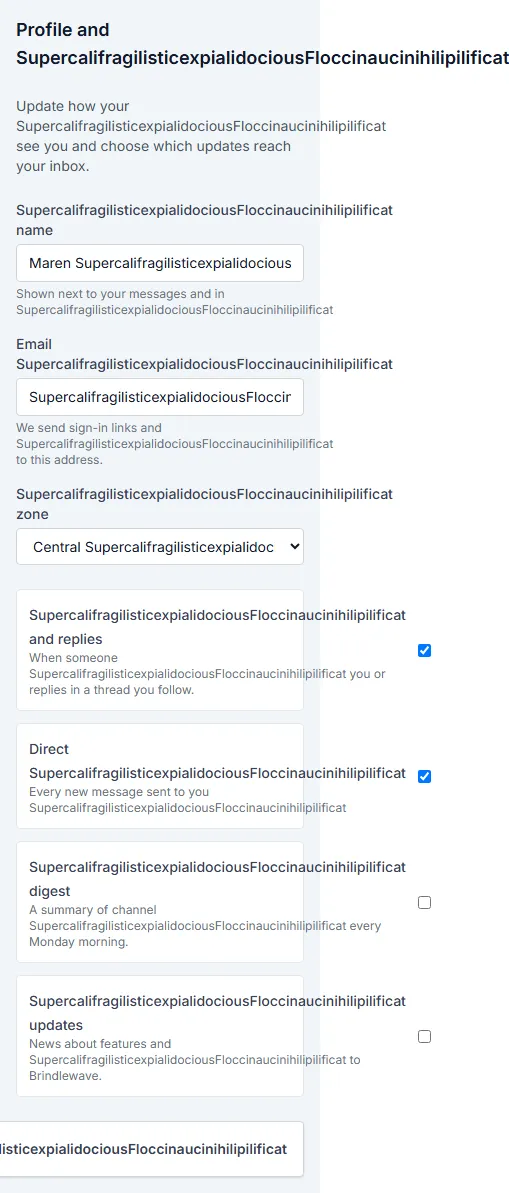 Profile and
SupercalifragilisticexpialidociousFloccinaucinihilipilificat
Update how your
SupercalifragilisticexpialidociousFloccinaucinihilipilificat
see you and choose which updates reach
your inbox.
SupercalifragilisticexpialidociousFloccinaucinihilipilificat
name
Maren Supercalifragilisticexpialidocious
Shown next to your messages and in
SupercalifragilisticexpialidociousFloccinaucinihilipilificat
Email
SupercalifragilisticexpialidociousFloccinaucinihilipilificat
SupercalifragilisticexpialidociousFloccin
We send sign-in links and
SupercalifragilisticexpialidociousFloccinaucinihilipilificat
to this address.
SupercalifragilisticexpialidociousFloccinaucinihilipilificat
zone
Central Supercalifragilisticexpialidoc
SupercalifragilisticexpialidociousFloccinaucinihilipilificat
and replies
When someone
SupercalifragilisticexpialidociousFloccinaucinihilipilificat you or
replies in a thread you follow.
Direct
SupercalifragilisticexpialidociousFloccinaucinihilipilificat
Every new message sent to you
SupercalifragilisticexpialidociousFloccinaucinihilipilificat
SupercalifragilisticexpialidociousFloccinaucinihilipilificat
digest
A summary of channel
SupercalifragilisticexpialidociousFloccinaucinihilipilificat every
Monday morning.
SupercalifragilisticexpialidociousFloccinaucinihilipilificat
updates
News about features and
SupercalifragilisticexpialidociousFloccinaucinihilipilificat to
Brindlewave.
listicexpialidociousFloccinaucinihilipilificat